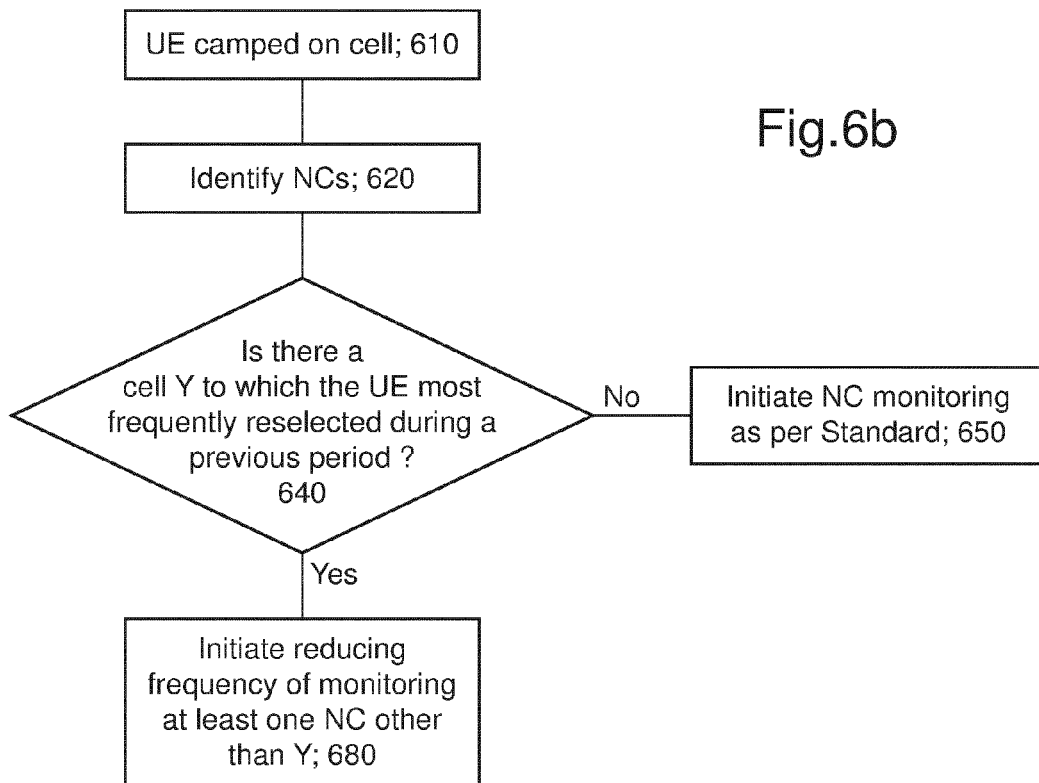 UE camped on cell; 610
Fig.6b
Identify NCs; 620
Is there a
cell Y to which the UE most
frequently reselected during a
previous period ?
640
No
Initiate NC monitoring
as per Standard; 650
Yes
Initiate reducing
frequency of monitoring
at least one NC other
than Y; 680